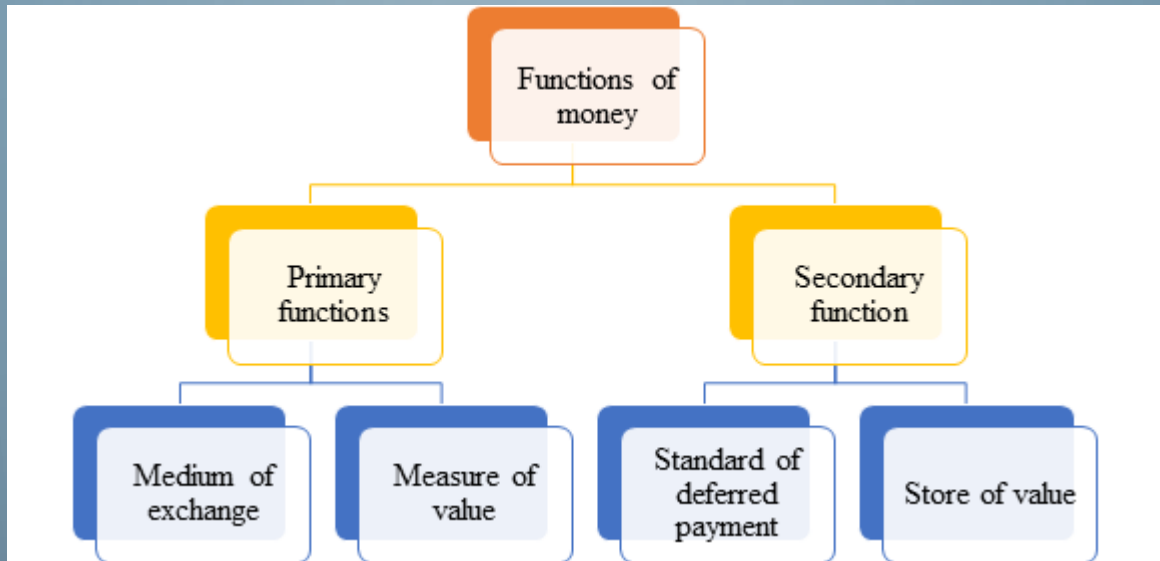 Functions of
money
Primary
functions
Secondary
function
Medium of
exchange
Measure of
value
Standard of
deferred
payment
Store of value